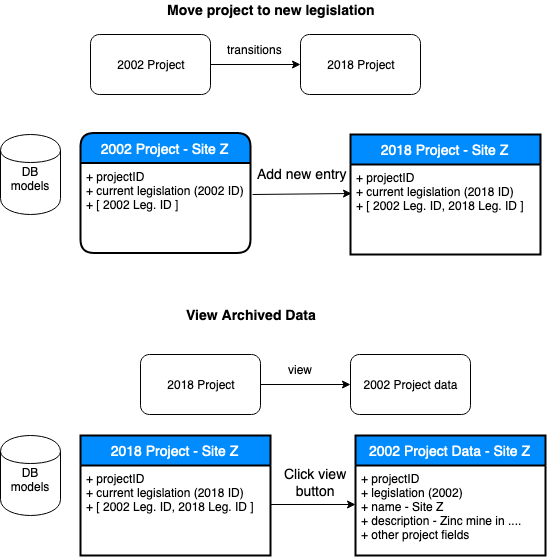 Move project to new legislation
2002 Project
transitions
2018 Project
DB
models
2002 Project - Site Z
+ projectID
+ current legislation (2002 ID)
+ [ 2002 Leg. ID ]
Add new entry
2018 Project - Site Z
+ projectID
+ current legislation (2018 ID)
+ [ 2002 Leg. ID, 2018 Leg. ID ]
View Archived Data
2018 Project
view
2002 Project data
DB
models
2018 Project - Site Z
+ projectID
+ current legislation (2018 ID)
+ [ 2002 Leg. ID, 2018 Leg. ID ]
Click view
button
2002 Project Data - Site Z
+ projectID
+ legislation (2002)
+ name - Site Z
+ description - Zinc mine in ....
+ other project fields